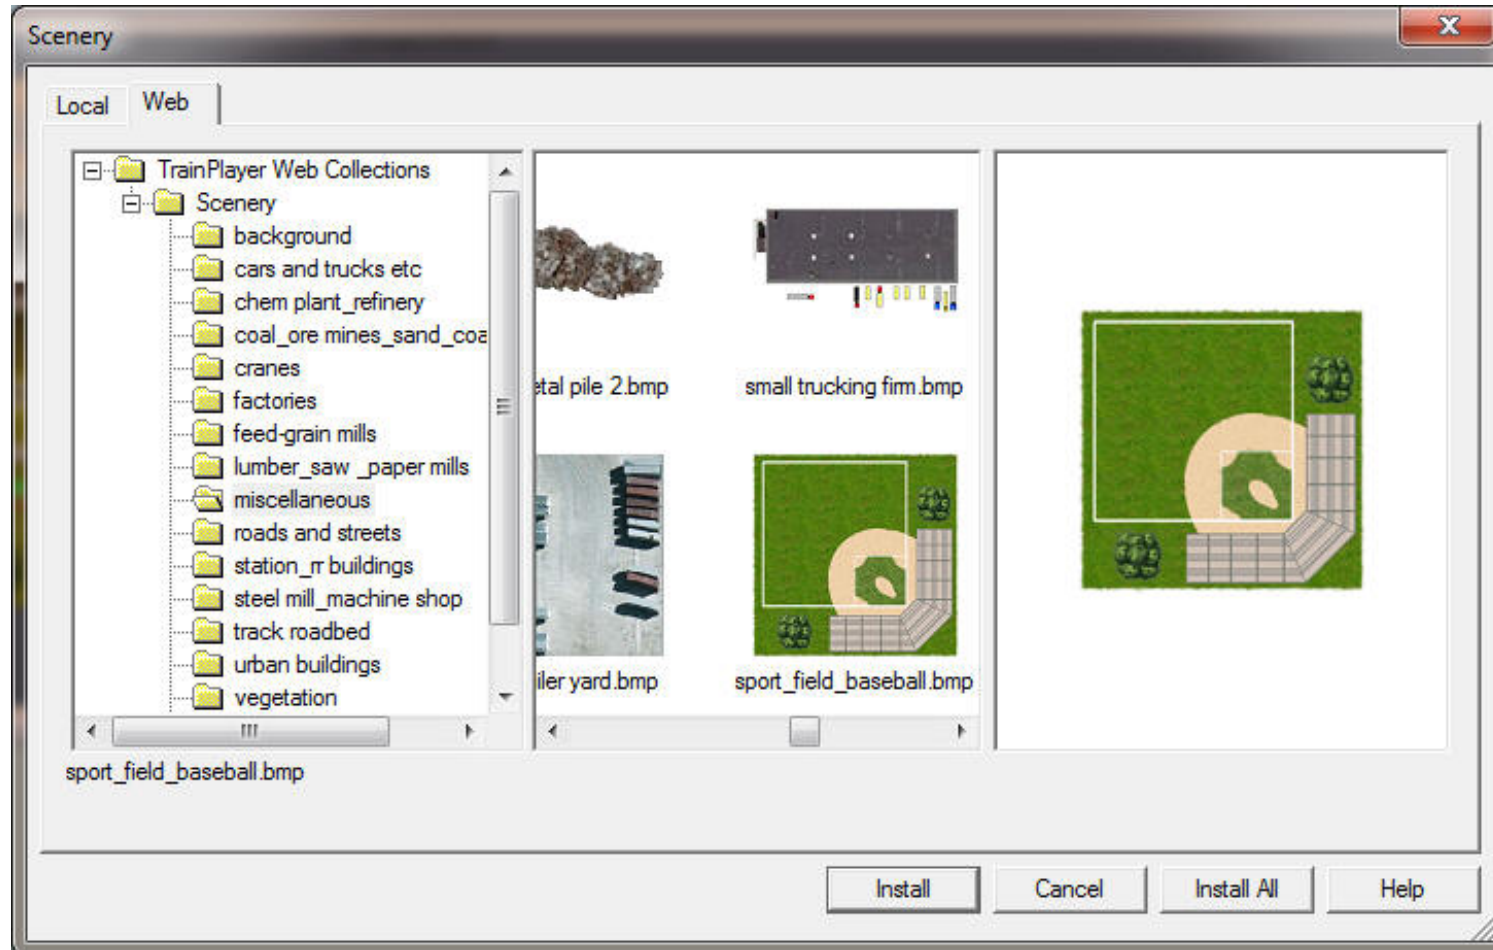 Scenery
Local
Web
TrainPlayer Web Collections
Scenery
background
cars and trucks etc
chem plant_refinery
coal_ore mines_sand_coa
cranes
factories
feed-grain mills
lumber_saw _paper mills
miscellaneous
roads and streets
station_rr buildings
steel mill_machine shop
track roadbed
urban buildings
vegetation
etal pile 2.bmp
small trucking firm.bmp
iler yard.bmp
sport_field_baseball.bmp
sport_field_baseball.bmp
Install
Cancel
Install All
Help